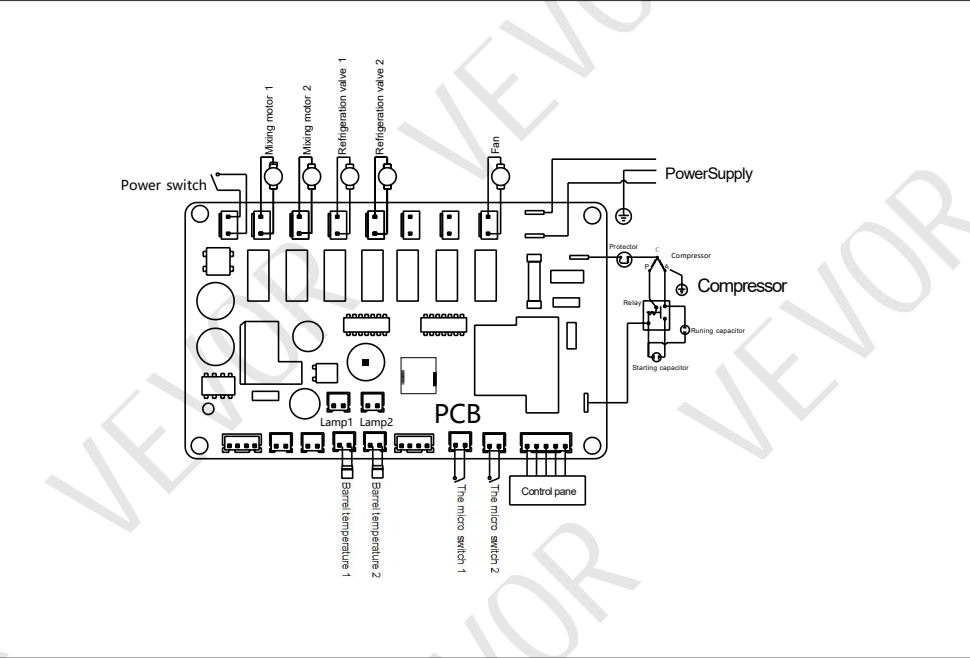 Mixing motor 1
Mixing motor 2
Refrigeration valve 1
Refrigeration valve 2
Fan
Power switch
PowerSupply
Protector
C
Compressor
P
A
Compressor
Relay
Runing capacitor
Starting capacitor
Lamp1
Lamp2
PCB
Barrel temperature 1
Barrel temperature 2
The micro switch 1
The micro switch 2
Control pane
VEVOR
VEVOR
VEVOR
VEVOR